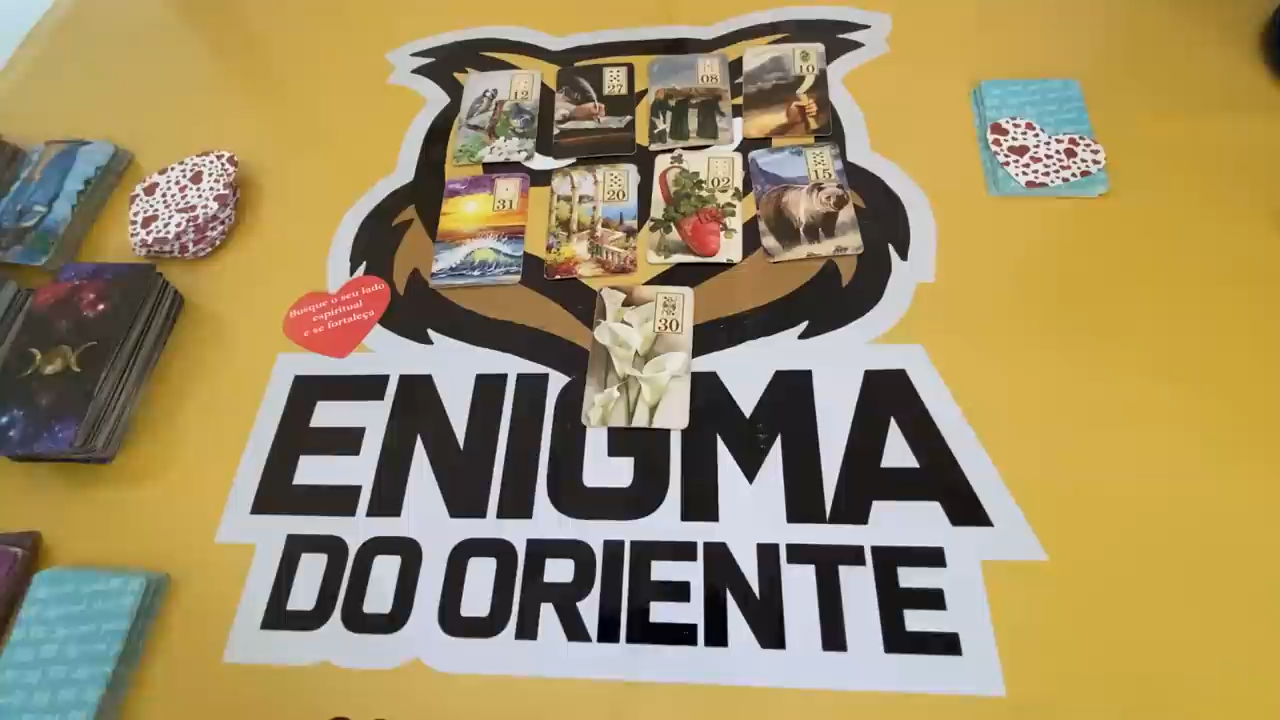 12
27
08
10
31
20
02
15
30
Busque o seu lado
espiritual
e se fortaleça
ENIGMA
DO ORIENTE